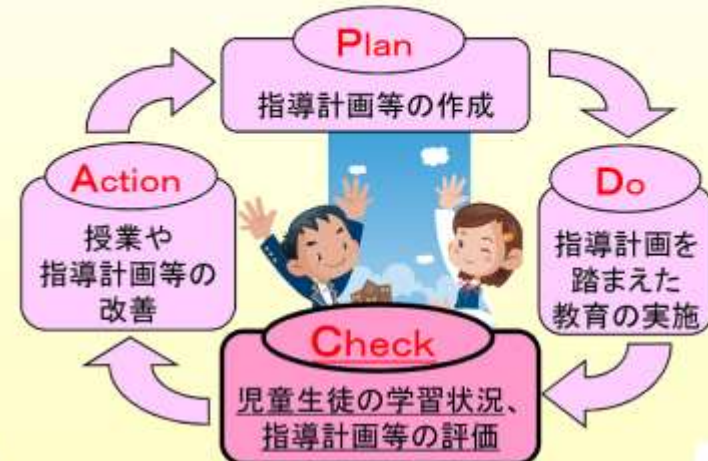 Plan
指導計画等の作成
Do
指導計画を
踏まえた
教育の実施
Check
児童生徒の学習状況、
指導計画等の評価
Action
授業や
指導計画等の
改善